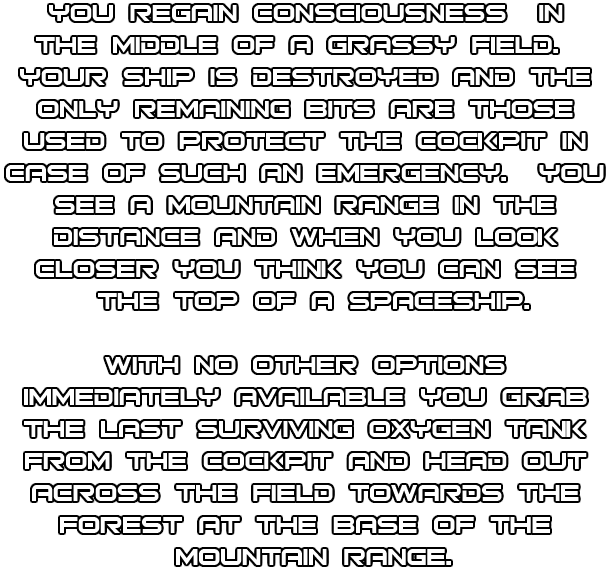 YOU REGAIN CONSCIOUSNESS IN
THE MIDDLE OF A GRASSY FIELD.
YOUR SHIP IS DESTROYED AND THE
ONLY REMAINING BITS ARE THOSE
USED TO PROTECT THE COCKPIT IN
CASE OF SUCH AN EMERGENCY. YOU
SEE A MOUNTAIN RANGE IN THE
DISTANCE AND WHEN YOU LOOK
CLOSER YOU THINK YOU CAN SEE
THE TOP OF A SPACESHIP.
WITH NO OTHER OPTIONS
IMMEDIATELY AVAILABLE YOU GRAB
THE LAST SURVIVING OXYGEN TANK
FROM THE COCKPIT AND HEAD OUT
ACROSS THE FIELD TOWARDS THE
FOREST AT THE BASE OF THE
MOUNTAIN RANGE.